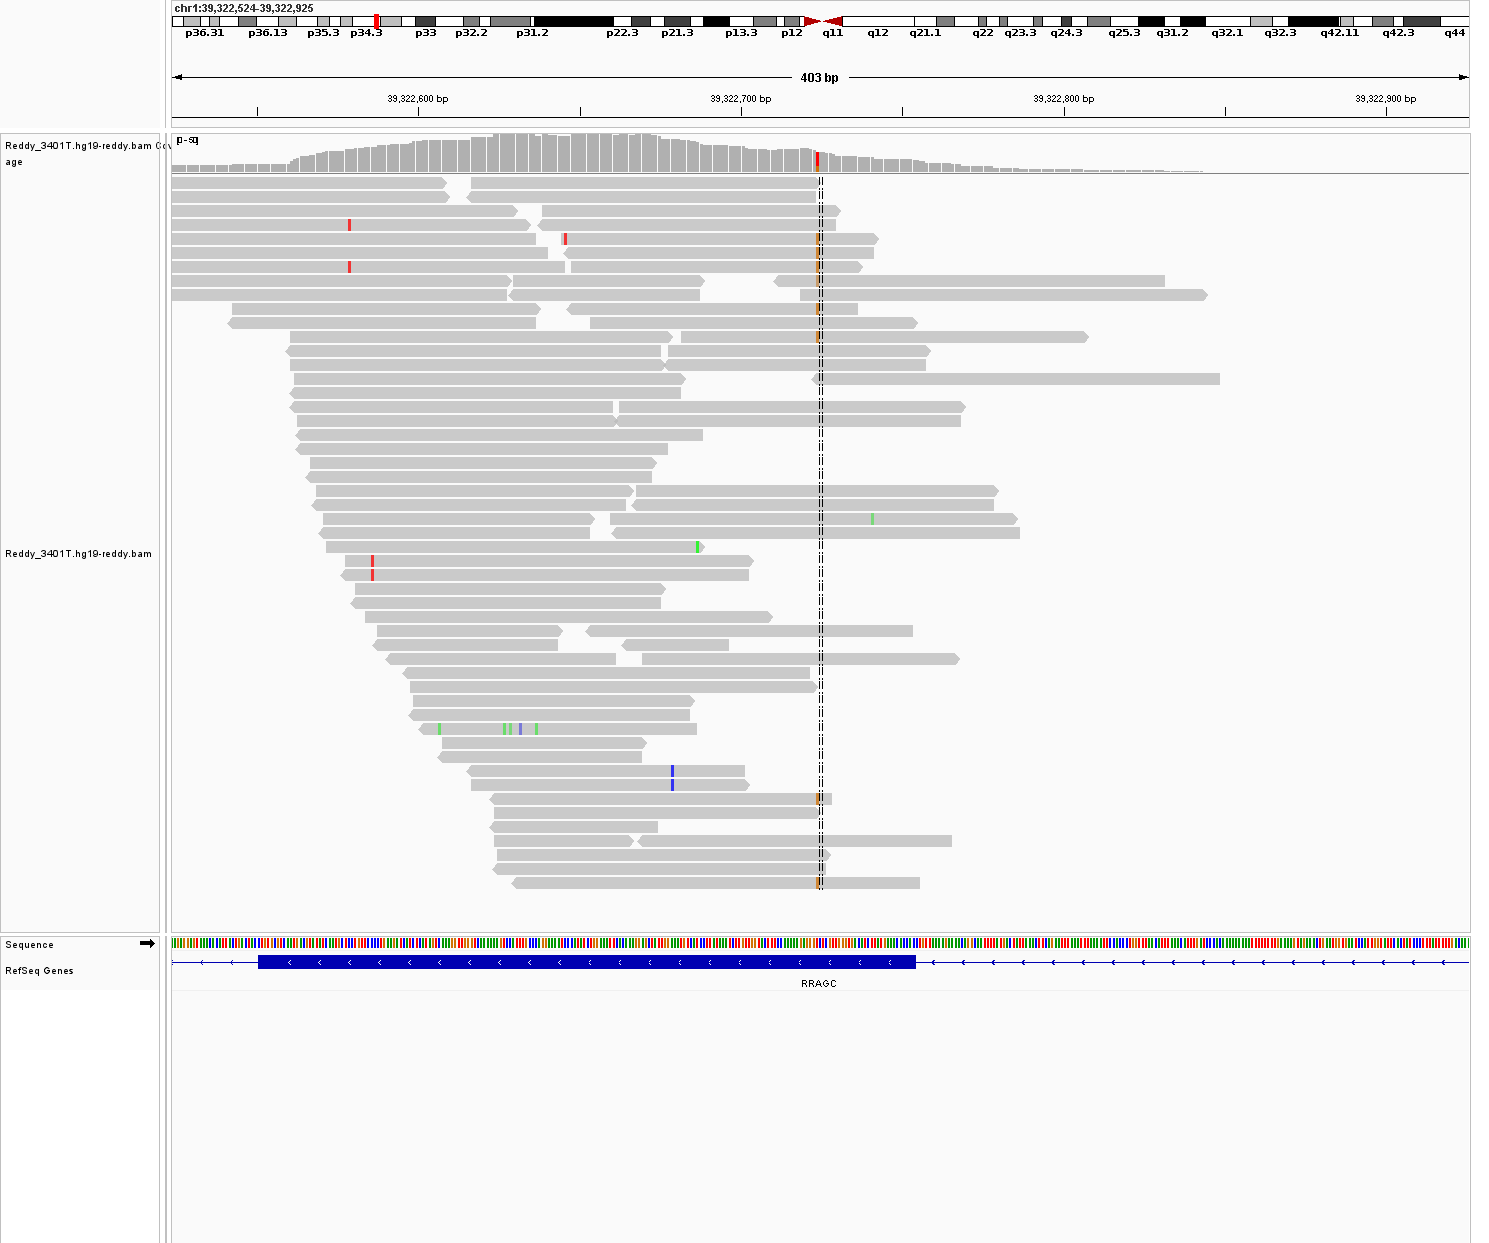 chr1:39,322,524-39,322,925
p36.31 p36.13 p35.3 p34.3 p33 p32.2 p31.2 p22.3 p21.3 p13.3 p12 q11 q12 q21.1 q22 q23.3 q24.3 q25.3 q31.2 q32.1 q32.3 q42.11 q42.3 q44
403 bp
39,322,600 bp 39,322,700 bp 39,322,800 bp 39,322,900 bp
Reddy_3401T.hg19-reddy.bam Cov
age
Reddy_3401T.hg19-reddy.bam
Sequence
RefSeq Genes
RRAGC